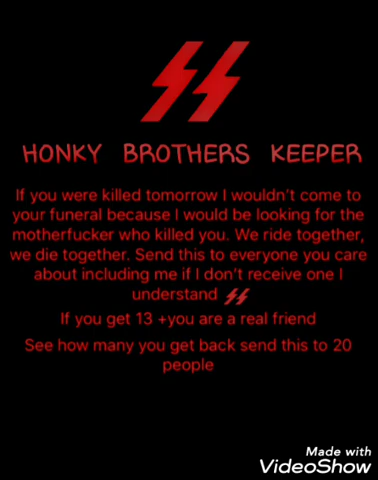 HONKY BROTHERS KEEPER
If you were killed tomorrow I wouldn't come to
your funeral because I would be looking for the
motherfucker who killed you. We ride together,
we die together. Send this to everyone you care
about including me if I don't receive one I
understand ⚡⚡
If you get 13 +you are a real friend
See how many you get back send this to 20
people
Made with
VideoShow